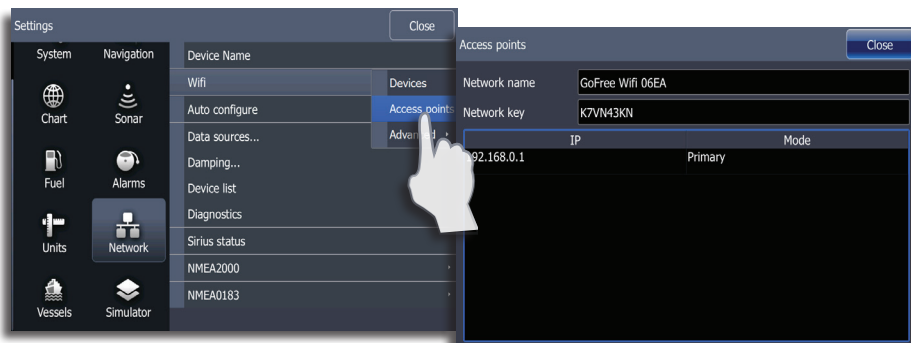 Settings
Close
System
Navigation
Chart
Sonar
Fuel
Alarms
Units
Network
Vessels
Simulator
Device Name
Wifi
Auto configure
Data sources...
Damping...
Device list
Diagnostics
Sirius status
NMEA2000
NMEA0183
Devices
Access points
Access points
Close
Network name
GoFree Wifi 06EA
Network key
K7VN43KN
IP
Mode
192.168.0.1
Primary